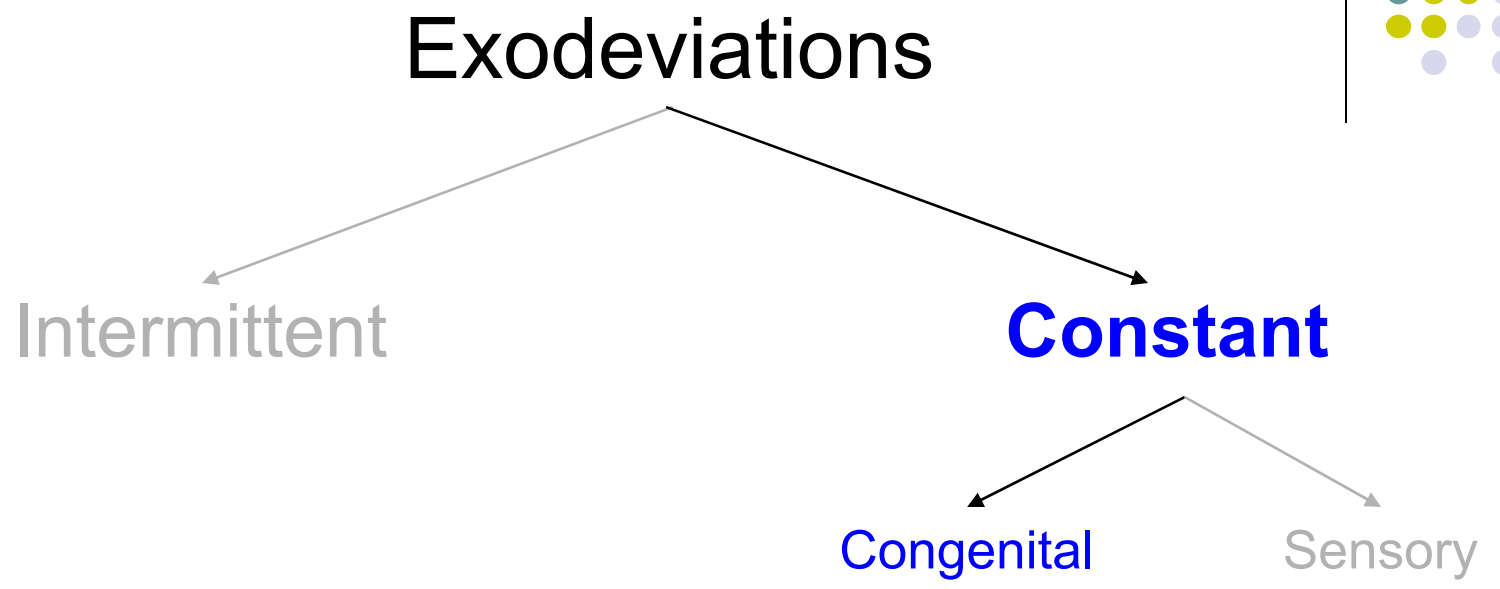 Exodeviations
Intermittent
Constant
Congenital
Sensory